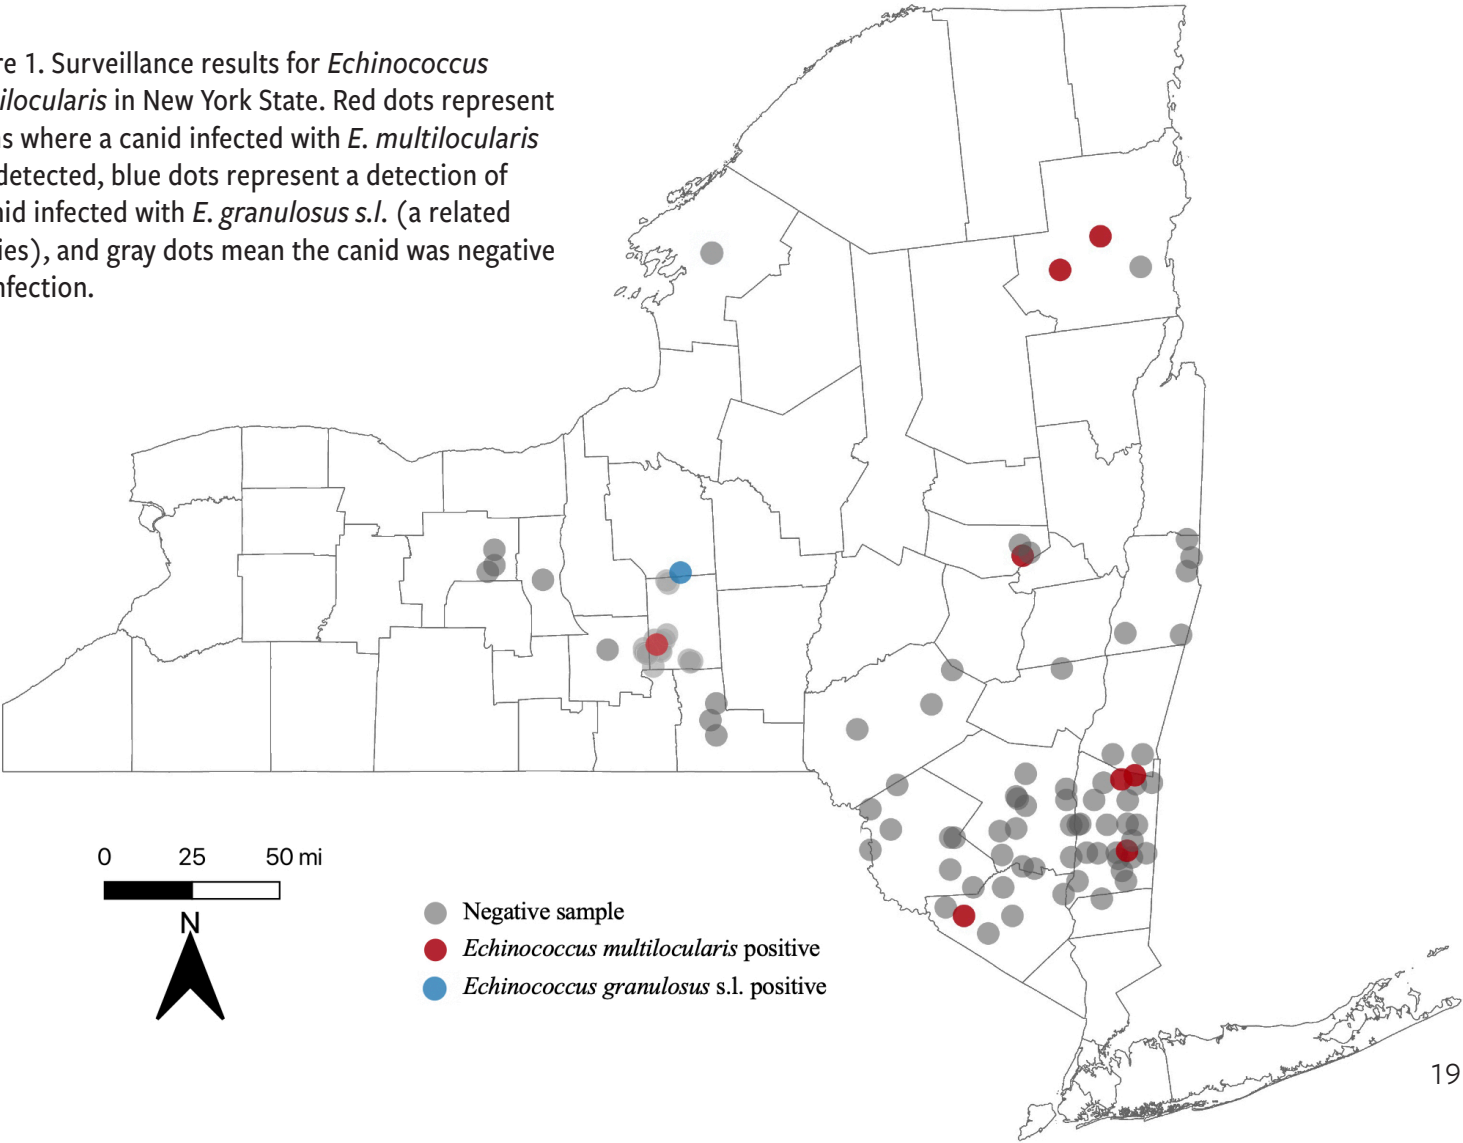 re 1. Surveillance results for Echinococcus
ilocularis in New York State. Red dots represent
ns where a canid infected with E. multilocularis
detected, blue dots represent a detection of
nid infected with E. granulosus s.l. (a related
ies), and gray dots mean the canid was negative
nfection.
0 25 50 mi
N
Negative sample
Echinococcus multilocularis positive
Echinococcus granulosus s.l. positive
19